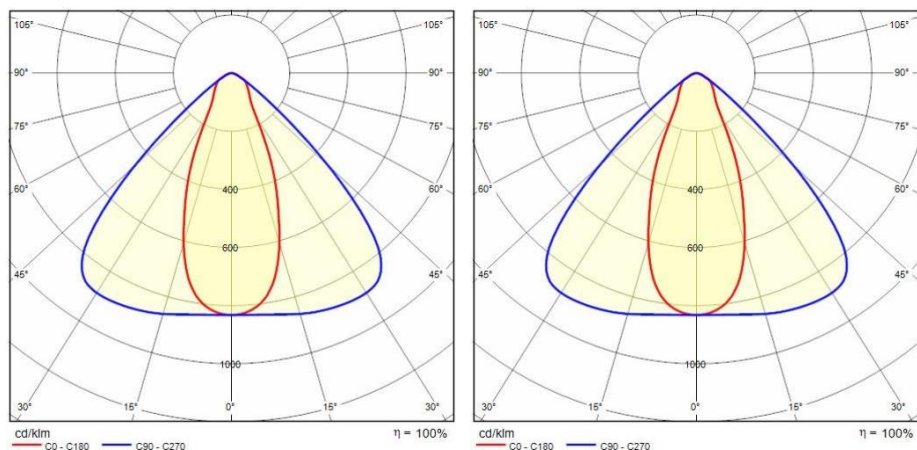 105° 105° 105° 105°
90° 90° 90° 90°
75° 75° 75° 75°
60° 60° 60° 60°
400 400
600 600
45° 45° 45° 45°
1000 1000
30° 15° 0° 15° 30° 30° 15° 0° 15° 30°
cd/klm η = 100% cd/klm η = 100%
C0 - C180 C90 - C270 C0 - C180 C90 - C270